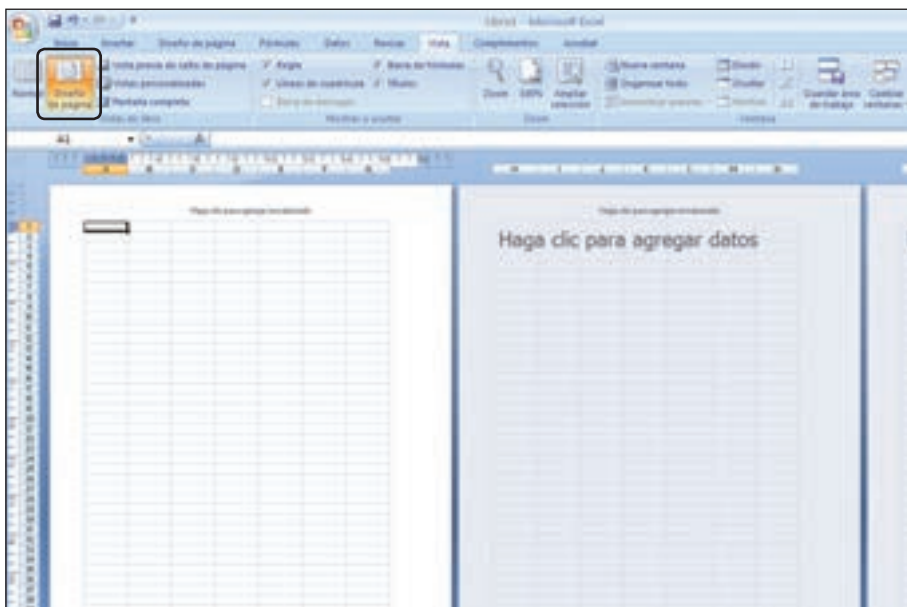 Libro1 - Microsoft Excel
Inicio Insertar Diseño de página Fórmulas Datos Revisar Vista Complementos Acrobat
Normal
Diseño de página
Vista previa de salto de página
Vistas personalizadas
Pantalla completa
Vistas de libro
Regla
Líneas de cuadrícula
Barra de mensajes
Barra de fórmulas
Títulos
Mostrar u ocultar
Zoom
100%
Ampliar selección
Zoom
Nueva ventana
Organizar todo
Inmovilizar paneles
Dividir
Ocultar
Mostrar
Ventana
Guardar área de trabajo
Cambiar ventanas
A1
Haga clic para agregar encabezado
Haga clic para agregar encabezado
Haga clic para agregar datos